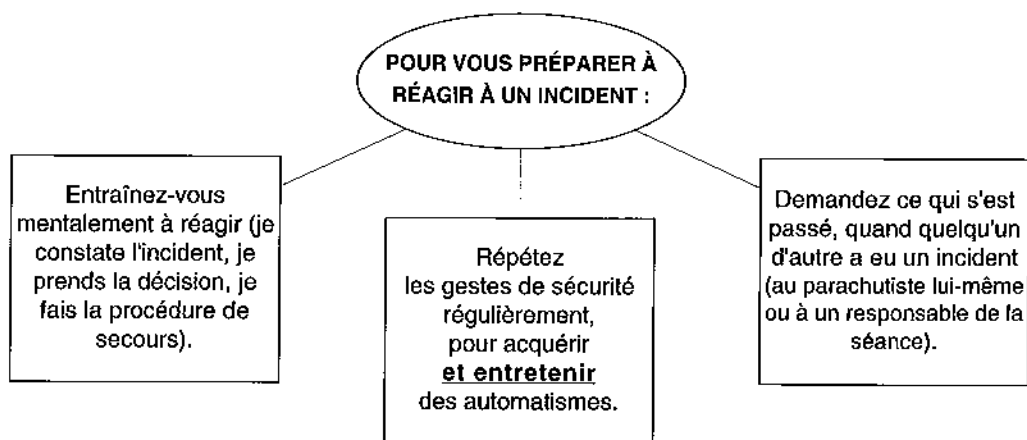 POUR VOUS PRÉPARER À
RÉAGIR À UN INCIDENT :
Entraînez-vous
mentalement à réagir (je
constate l'incident, je
prends la décision, je
fais la procédure de
secours).
Répétez
les gestes de sécurité
régulièrement,
pour acquérir
et entretenir
des automatismes.
Demandez ce qui s'est
passé, quand quelqu'un
d'autre a eu un incident
(au parachutiste lui-même
ou à un responsable de la
séance).